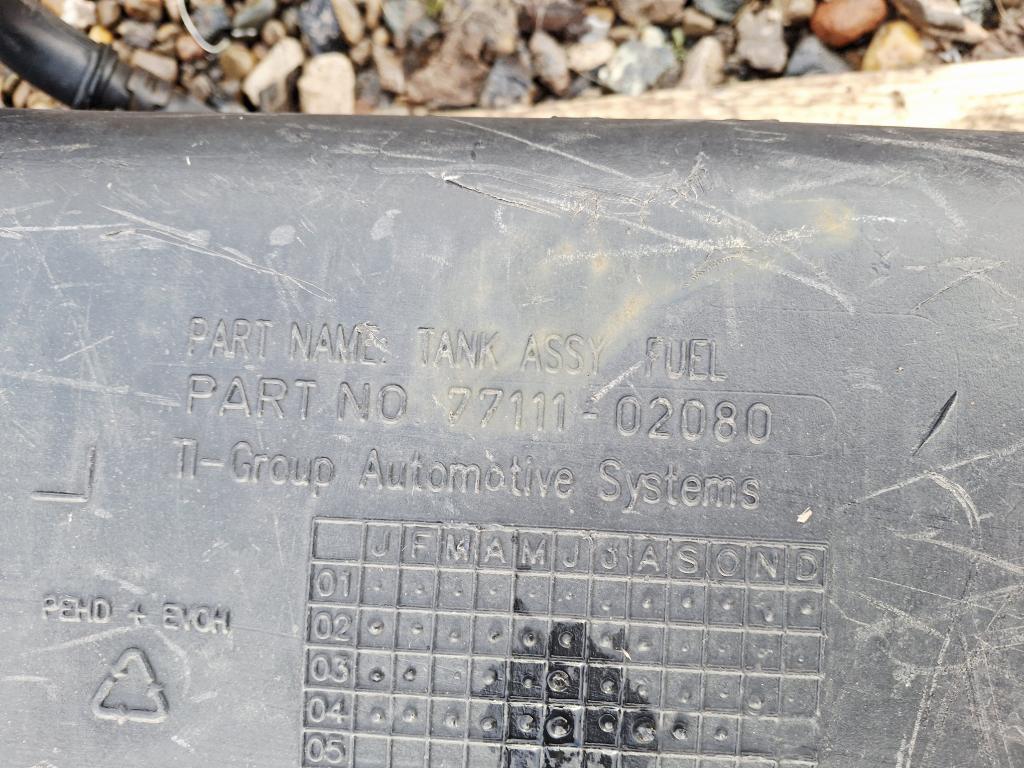 PART NAME: TANK ASSY FUEL
PART NO 77111-02080
TI-Group Automotive Systems
J F M A M J J A S O N D
01
PEHD + EVOH
02
03
04
05